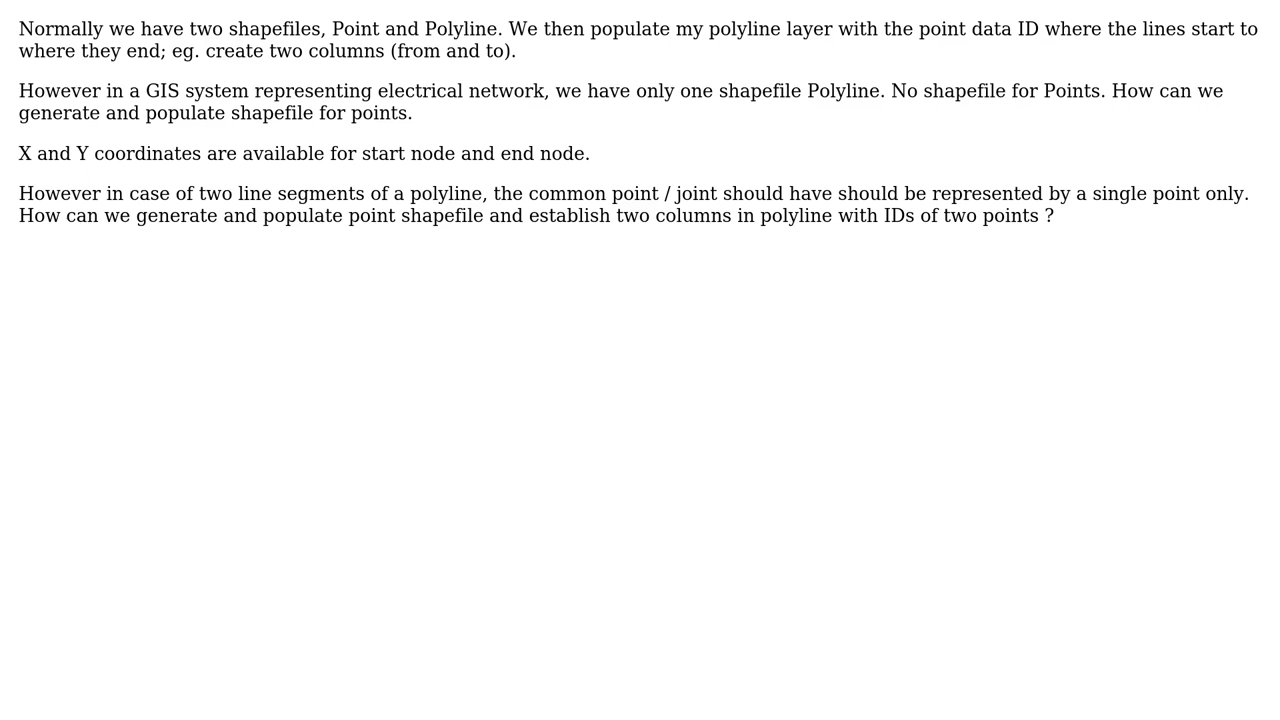 Normally we have two shapefiles, Point and Polyline. We then populate my polyline layer with the point data ID where the lines start to
where they end; eg. create two columns (from and to).
However in a GIS system representing electrical network, we have only one shapefile Polyline. No shapefile for Points. How can we
generate and populate shapefile for points.
X and Y coordinates are available for start node and end node.
However in case of two line segments of a polyline, the common point / joint should have should be represented by a single point only.
How can we generate and populate point shapefile and establish two columns in polyline with IDs of two points ?